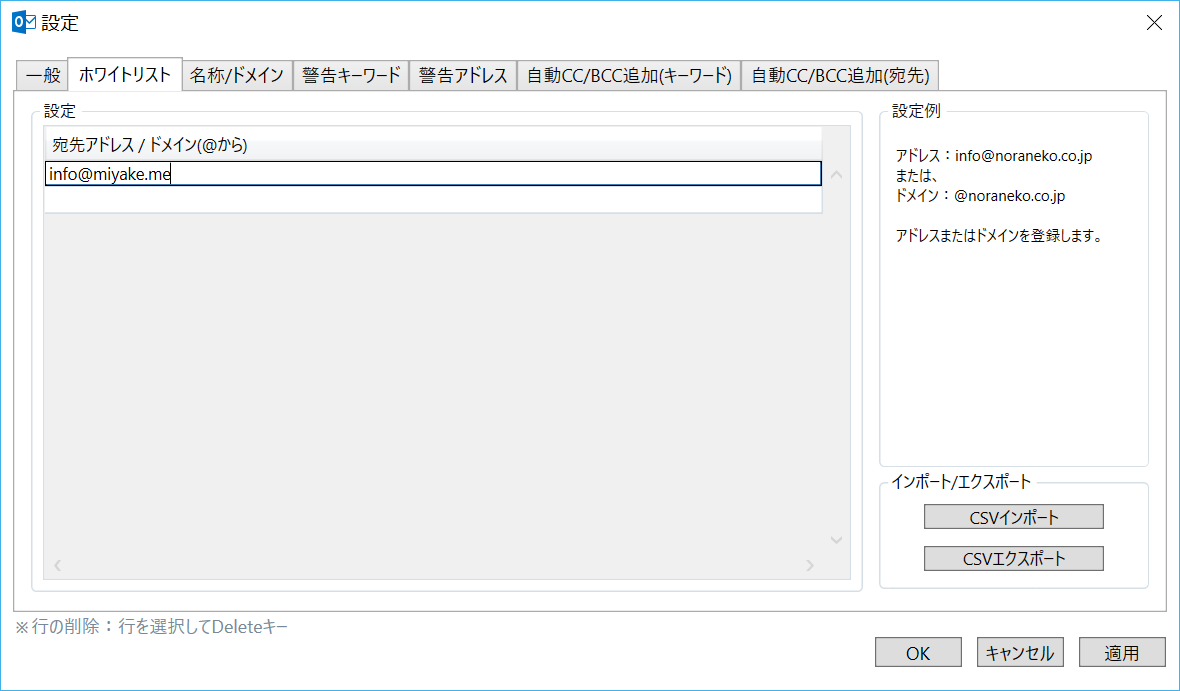 設定
一般
ホワイトリスト
名称/ドメイン
警告キーワード
警告アドレス
自動CC/BCC追加(キーワード)
自動CC/BCC追加(宛先)
設定
宛先アドレス / ドメイン(@から)
info@miyake.me
設定例
アドレス：info@noraneko.co.jp
または、
ドメイン：@noraneko.co.jp
アドレスまたはドメインを登録します。
インポート/エクスポート
CSVインポート
CSVエクスポート
※行の削除：行を選択してDeleteキー
OK
キャンセル
適用